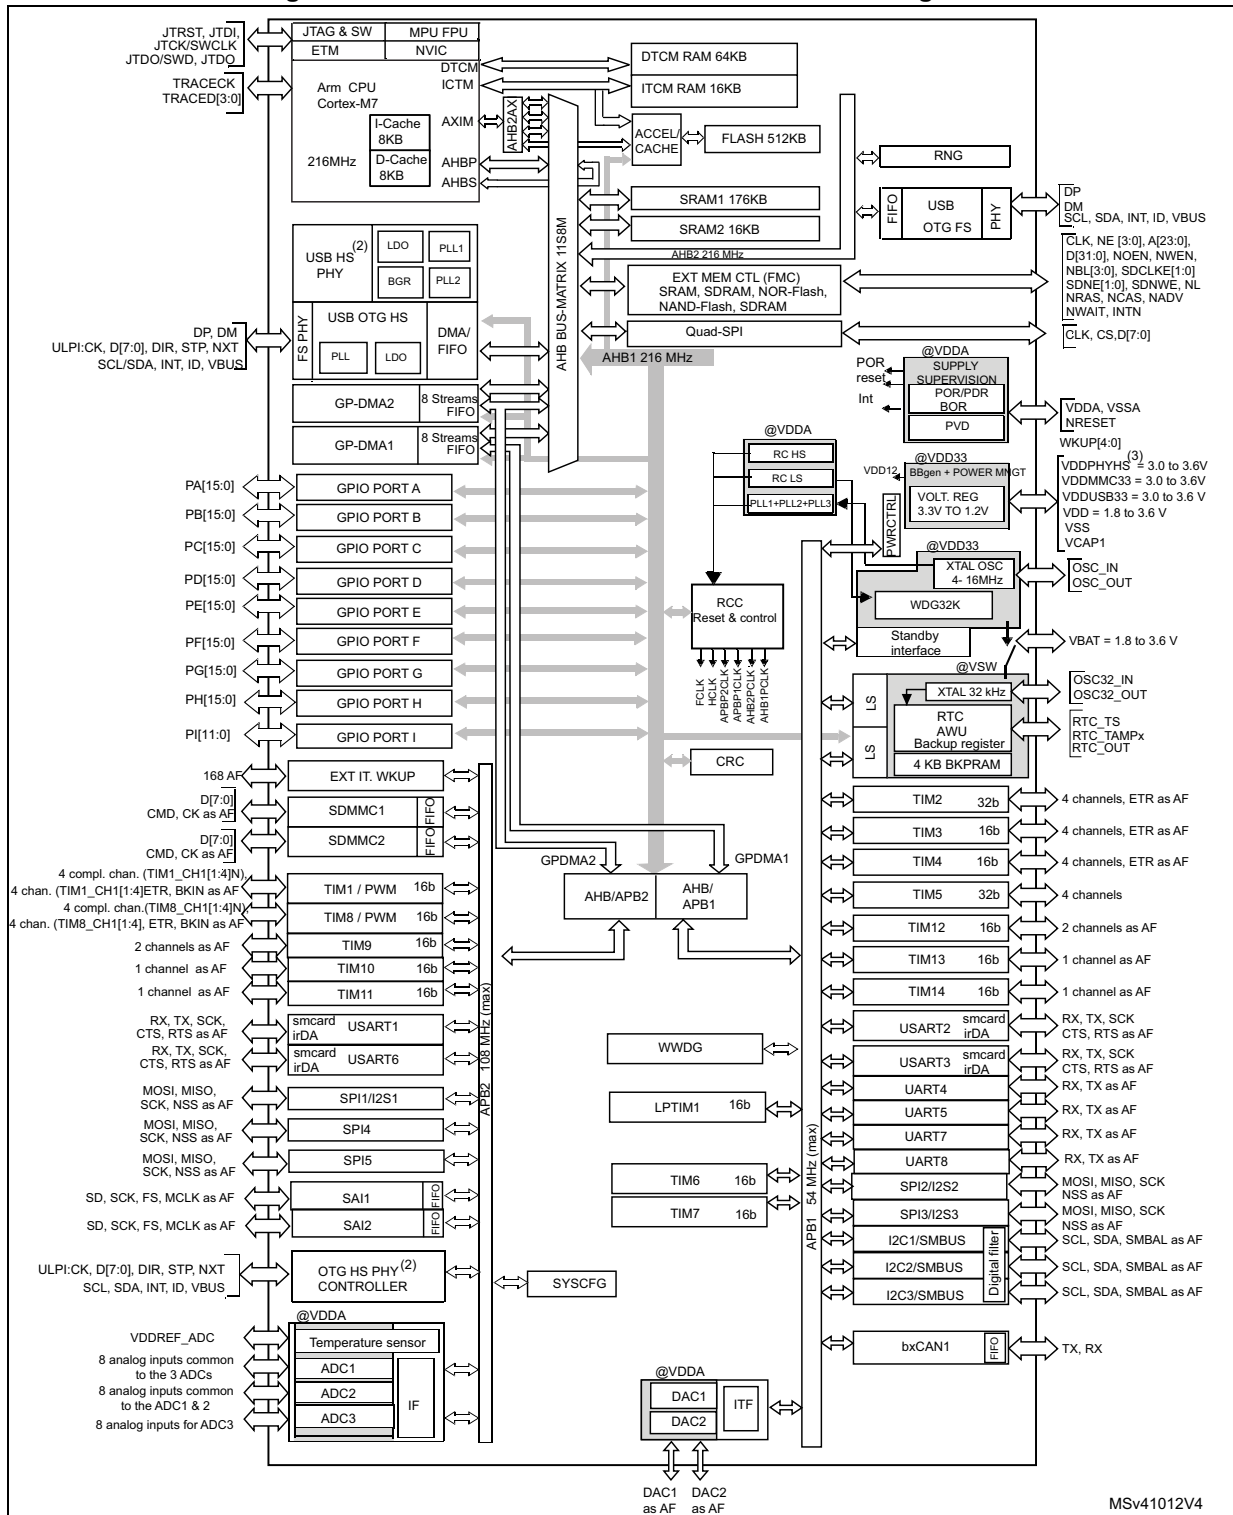 JTRST, JTDI,
JTCK/SWCLK
JTDO/SWD, JTDO
TRACECK
TRACED[3:0]
JTAG & SW
MPU FPU
ETM
NVIC
DTCM
ICTM
Arm CPU
Cortex-M7
AXIM
I-Cache
8KB
216MHz
D-Cache
8KB
AHBP
AHBS
AHB2AX
DTCM RAM 64KB
ITCM RAM 16KB
ACCEL/
CACHE
FLASH 512KB
SRAM1 176KB
SRAM2 16KB
AHB2 216 MHz
EXT MEM CTL (FMC)
SRAM, SDRAM, NOR-Flash,
NAND-Flash, SDRAM
Quad-SPI
AHB1 216 MHz
AHB BUS-MATRIX 11S8M
RNG
FIFO
USB
OTG FS
PHY
DP
DM
SCL, SDA, INT, ID, VBUS
CLK, NE [3:0], A[23:0],
D[31:0], NOEN, NWEN,
NBL[3:0], SDCLKE[1:0]
SDNE[1:0], SDNWE, NL
NRAS, NCAS, NADV
NWAIT, INTN
CLK, CS,D[7:0]
USB HS (2)
PHY
LDO
PLL1
BGR
PLL2
FS PHY
USB OTG HS
PLL
LDO
DMA/
FIFO
DP, DM
ULPI:CK, D[7:0], DIR, STP, NXT
SCL/SDA, INT, ID, VBUS
GP-DMA2
8 Streams
FIFO
GP-DMA1
8 Streams
FIFO
@VDDA
POR
reset
Int
SUPPLY
SUPERVISION
POR/PDR
BOR
PVD
VDDA, VSSA
NRESET
WKUP[4:0]
@VDDA
RC HS
RC LS
PLL1+PLL2+PLL3
@VDD33
VDD12
BBgen + POWER MNGT
VOLT. REG
3.3V TO 1.2V
PWRCTRL
(3)
VDDPHYHS = 3.0 to 3.6V
VDDMMC33 = 3.0 to 3.6V
VDDUSB33 = 3.0 to 3.6 V
VDD = 1.8 to 3.6 V
VSS
VCAP1
@VDD33
XTAL OSC
4- 16MHz
WDG32K
OSC_IN
OSC_OUT
Standby
interface
VBAT = 1.8 to 3.6 V
@VSW
LS
LS
XTAL 32 kHz
RTC
AWU
Backup register
4 KB BKPRAM
OSC32_IN
OSC32_OUT
RTC_TS
RTC_TAMPx
RTC_OUT
RCC
Reset & control
FCLK
HCLK
APBP2CLK
APBP1CLK
AHB2PCLK
AHB1PCLK
CRC
PA[15:0]
GPIO PORT A
PB[15:0]
GPIO PORT B
PC[15:0]
GPIO PORT C
PD[15:0]
GPIO PORT D
PE[15:0]
GPIO PORT E
PF[15:0]
GPIO PORT F
PG[15:0]
GPIO PORT G
PH[15:0]
GPIO PORT H
PI[11:0]
GPIO PORT I
168 AF
EXT IT. WKUP
D[7:0]
CMD, CK as AF
SDMMC1
FIFO
D[7:0]
CMD, CK as AF
SDMMC2
FIFO
GPDMA2
GPDMA1
AHB/APB2
AHB/
APB1
4 compl. chan. (TIM1_CH1[1:4]N),
4 chan. (TIM1_CH1[1:4]ETR, BKIN as AF
TIM1 / PWM 16b
4 compl. chan.(TIM8_CH1[1:4]N),
4 chan. (TIM8_CH1[1:4], ETR, BKIN as AF
TIM8 / PWM 16b
2 channels as AF
TIM9 16b
1 channel as AF
TIM10 16b
1 channel as AF
TIM11 16b
RX, TX, SCK,
CTS, RTS as AF
smcard
irDA
USART1
RX, TX, SCK,
CTS, RTS as AF
smcard
irDA
USART6
MOSI, MISO,
SCK, NSS as AF
SPI1/I2S1
MOSI, MISO,
SCK, NSS as AF
SPI4
MOSI, MISO,
SCK, NSS as AF
SPI5
SD, SCK, FS, MCLK as AF
SAI1
FIFO
SD, SCK, FS, MCLK as AF
SAI2
FIFO
ULPI:CK, D[7:0], DIR, STP, NXT
SCL, SDA, INT, ID, VBUS
OTG HS PHY (2)
CONTROLLER
SYSCFG
APB2 108 MHz (max)
@VDDA
VDDREF_ADC
Temperature sensor
8 analog inputs common
to the 3 ADCs
ADC1
8 analog inputs common
to the ADC1 & 2
ADC2
8 analog inputs for ADC3
ADC3
IF
WWDG
LPTIM1 16b
TIM6 16b
TIM7 16b
APB1 54 MHz (max)
@VDDA
DAC1
DAC2
ITF
DAC1
as AF
DAC2
as AF
TIM2 32b
4 channels, ETR as AF
TIM3 16b
4 channels, ETR as AF
TIM4 16b
4 channels, ETR as AF
TIM5 32b
4 channels
TIM12 16b
2 channels as AF
TIM13 16b
1 channel as AF
TIM14 16b
1 channel as AF
USART2
smcard
irDA
RX, TX, SCK
CTS, RTS as AF
USART3
smcard
irDA
RX, TX, SCK
CTS, RTS as AF
UART4
RX, TX as AF
UART5
RX, TX as AF
UART7
RX, TX as AF
UART8
RX, TX as AF
SPI2/I2S2
MOSI, MISO, SCK
NSS as AF
SPI3/I2S3
MOSI, MISO, SCK
NSS as AF
I2C1/SMBUS
SCL, SDA, SMBAL as AF
I2C2/SMBUS
SCL, SDA, SMBAL as AF
I2C3/SMBUS
SCL, SDA, SMBAL as AF
Digital filter
bxCAN1
FIFO
TX, RX
MSv41012V4